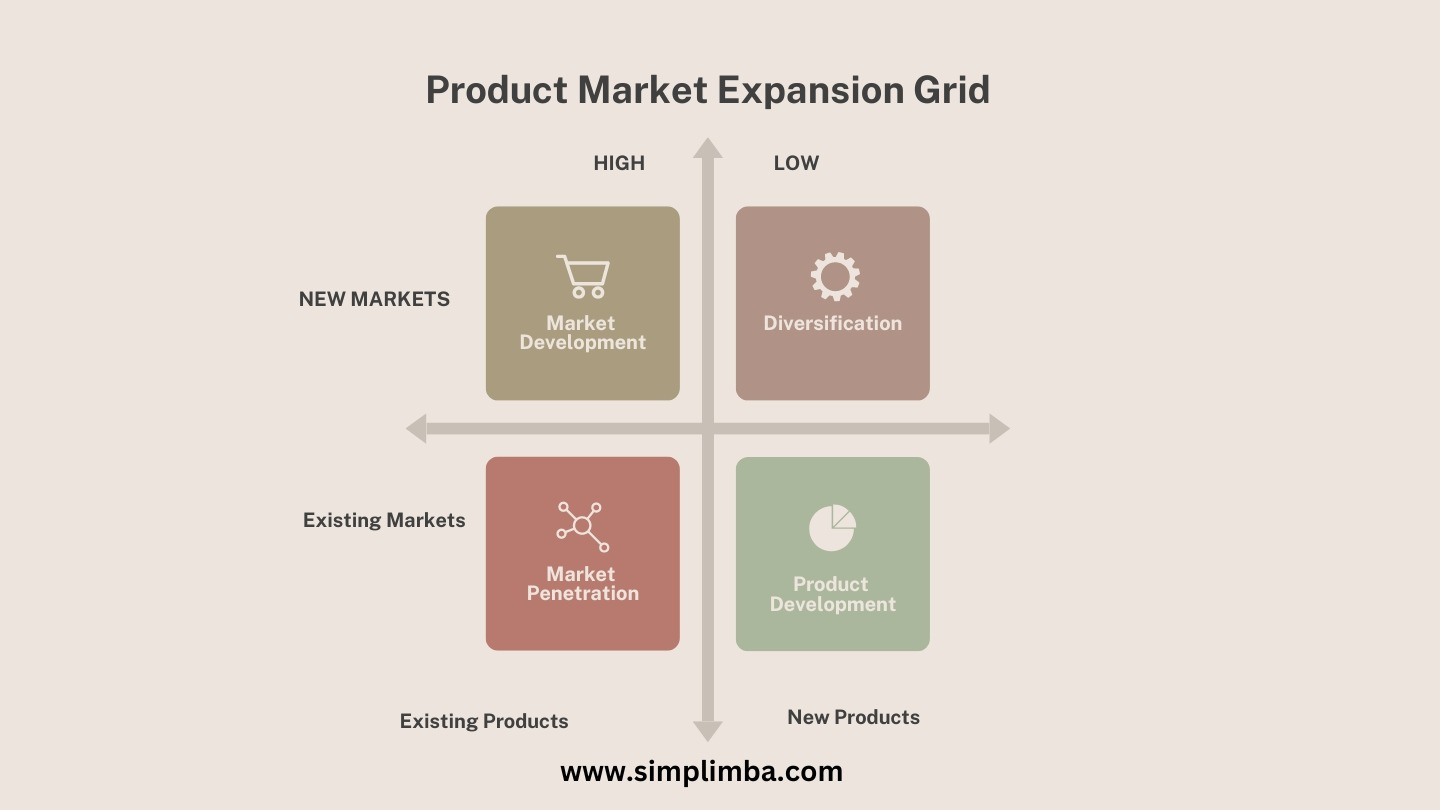 Product Market Expansion Grid
HIGH
LOW
NEW MARKETS
Market
Development
Diversification
Existing Markets
Market
Penetration
Product
Development
Existing Products
New Products
www.simplimba.com